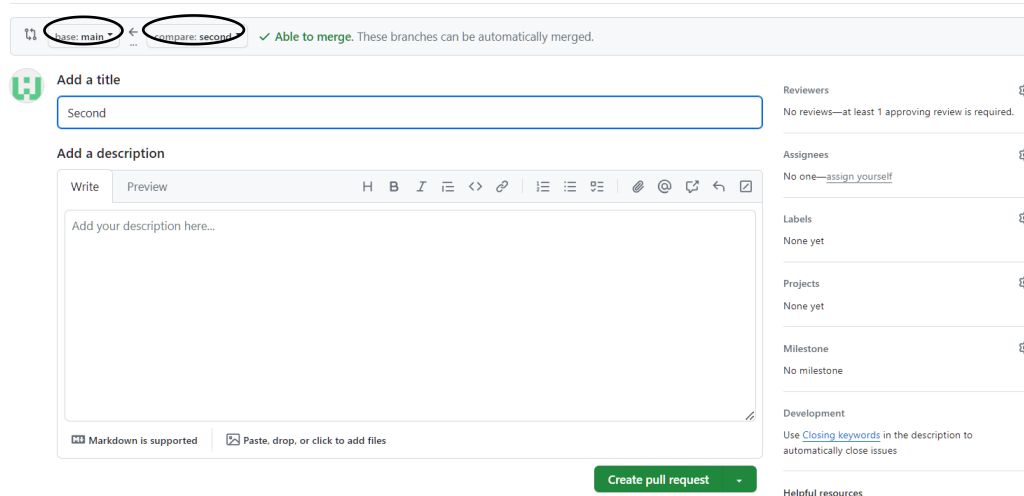 base: main compare: second Able to merge. These branches can be automatically merged.
Add a title
Second
Add a description
Write Preview
Add your description here...
Markdown is supported Paste, drop, or click to add files
Create pull request
Reviewers
No reviews—at least 1 approving review is required.
Assignees
No one—assign yourself
Labels
None yet
Projects
None yet
Milestone
No milestone
Development
Use Closing keywords in the description to
automatically close issues
Helpful resources